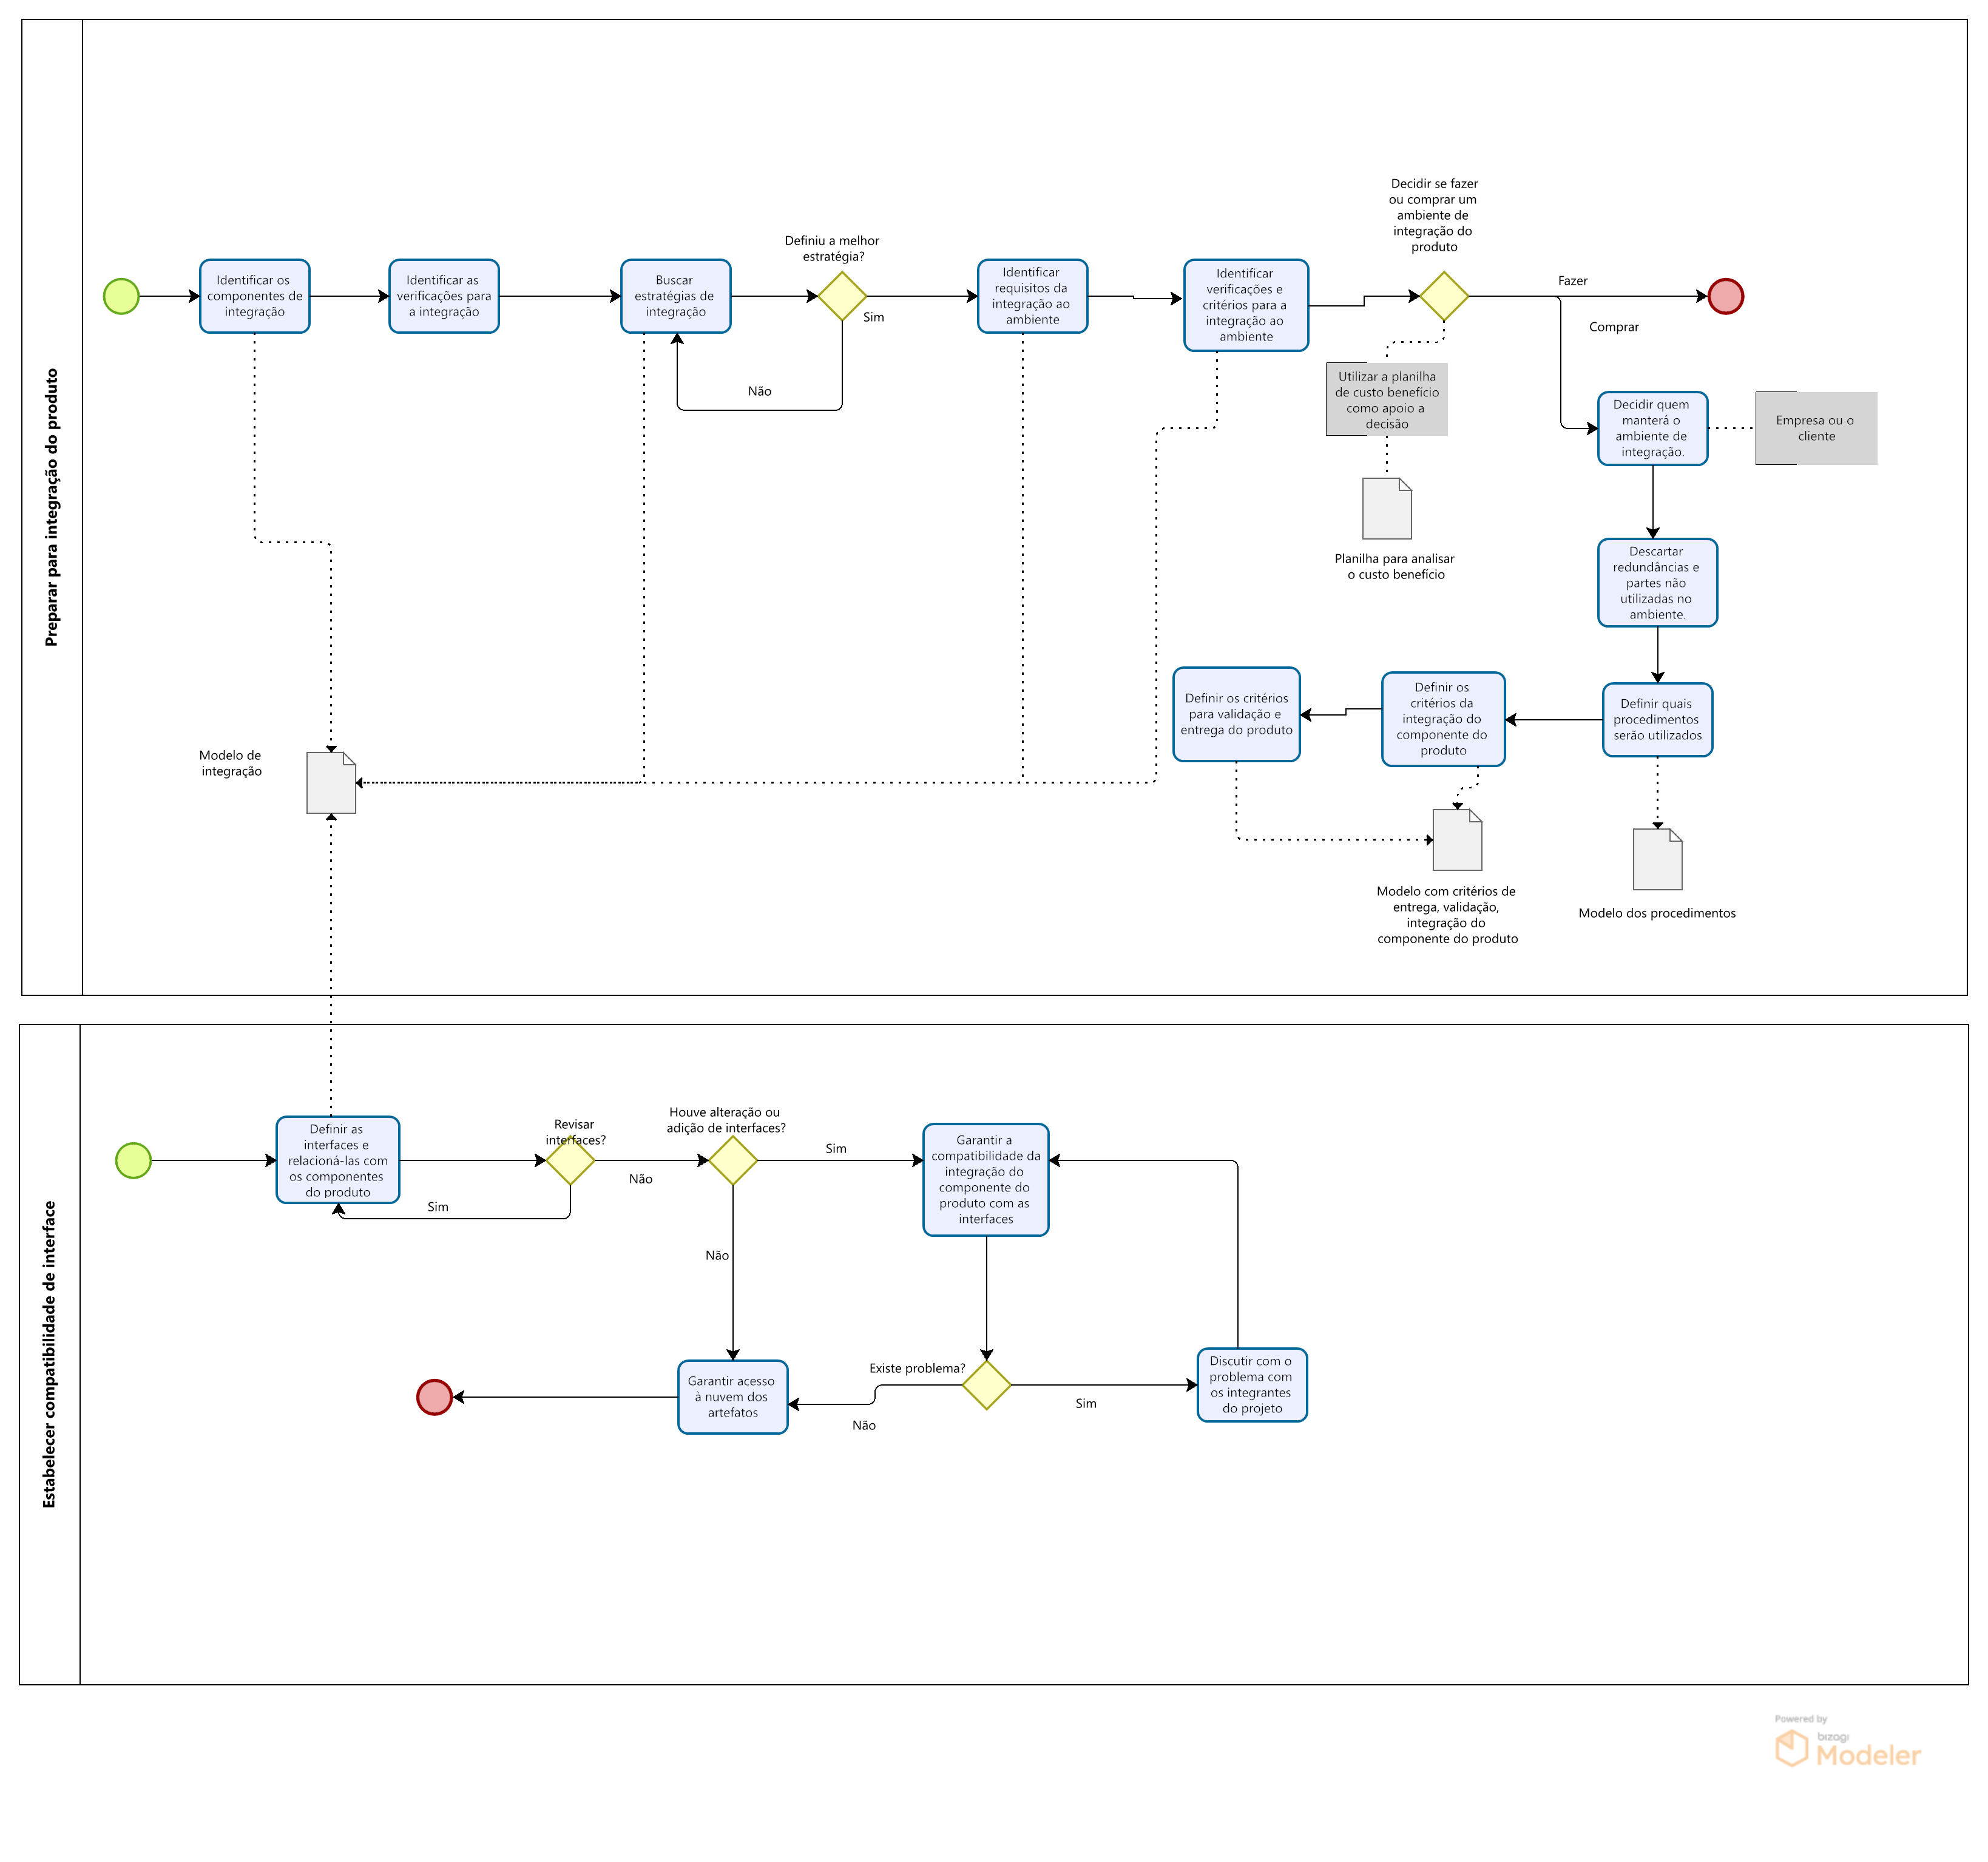 Preparar para integração do produto
Identificar os
componentes de
integração
Identificar as
verificações para
a integração
Buscar
estratégias de
integração
Definiu a melhor
estratégia?
Sim
Não
Identificar
requisitos da
integração ao
ambiente
Identificar
verificações e
critérios para a
integração ao
ambiente
Decidir se fazer
ou comprar um
ambiente de
integração do
produto
Fazer
Comprar
Utilizar a planilha
de custo benefício
como apoio a
decisão
Planilha para analisar
o custo benefício
Decidir quem
manterá o
ambiente de
integração.
Empresa ou o
cliente
Descartar
redundâncias e
partes não
utilizadas no
ambiente.
Definir quais
procedimentos
serão utilizados
Definir os
critérios da
integração do
componente do
produto
Definir os critérios
para validação e
entrega do produto
Modelo de
integração
Modelo com critérios de
entrega, validação,
integração do
componente do produto
Modelo dos procedimentos
Estabelecer compatibilidade de interface
Definir as
interfaces e
relacioná-las com
os componentes
do produto
Revisar
interfaces?
Sim
Não
Houve alteração ou
adição de interfaces?
Sim
Não
Garantir a
compatibilidade da
integração do
componente do
produto com as
interfaces
Existe problema?
Sim
Não
Discutir com o
problema com
os integrantes
do projeto
Garantir acesso
à nuvem dos
artefatos
Powered by
bizagi
Modeler